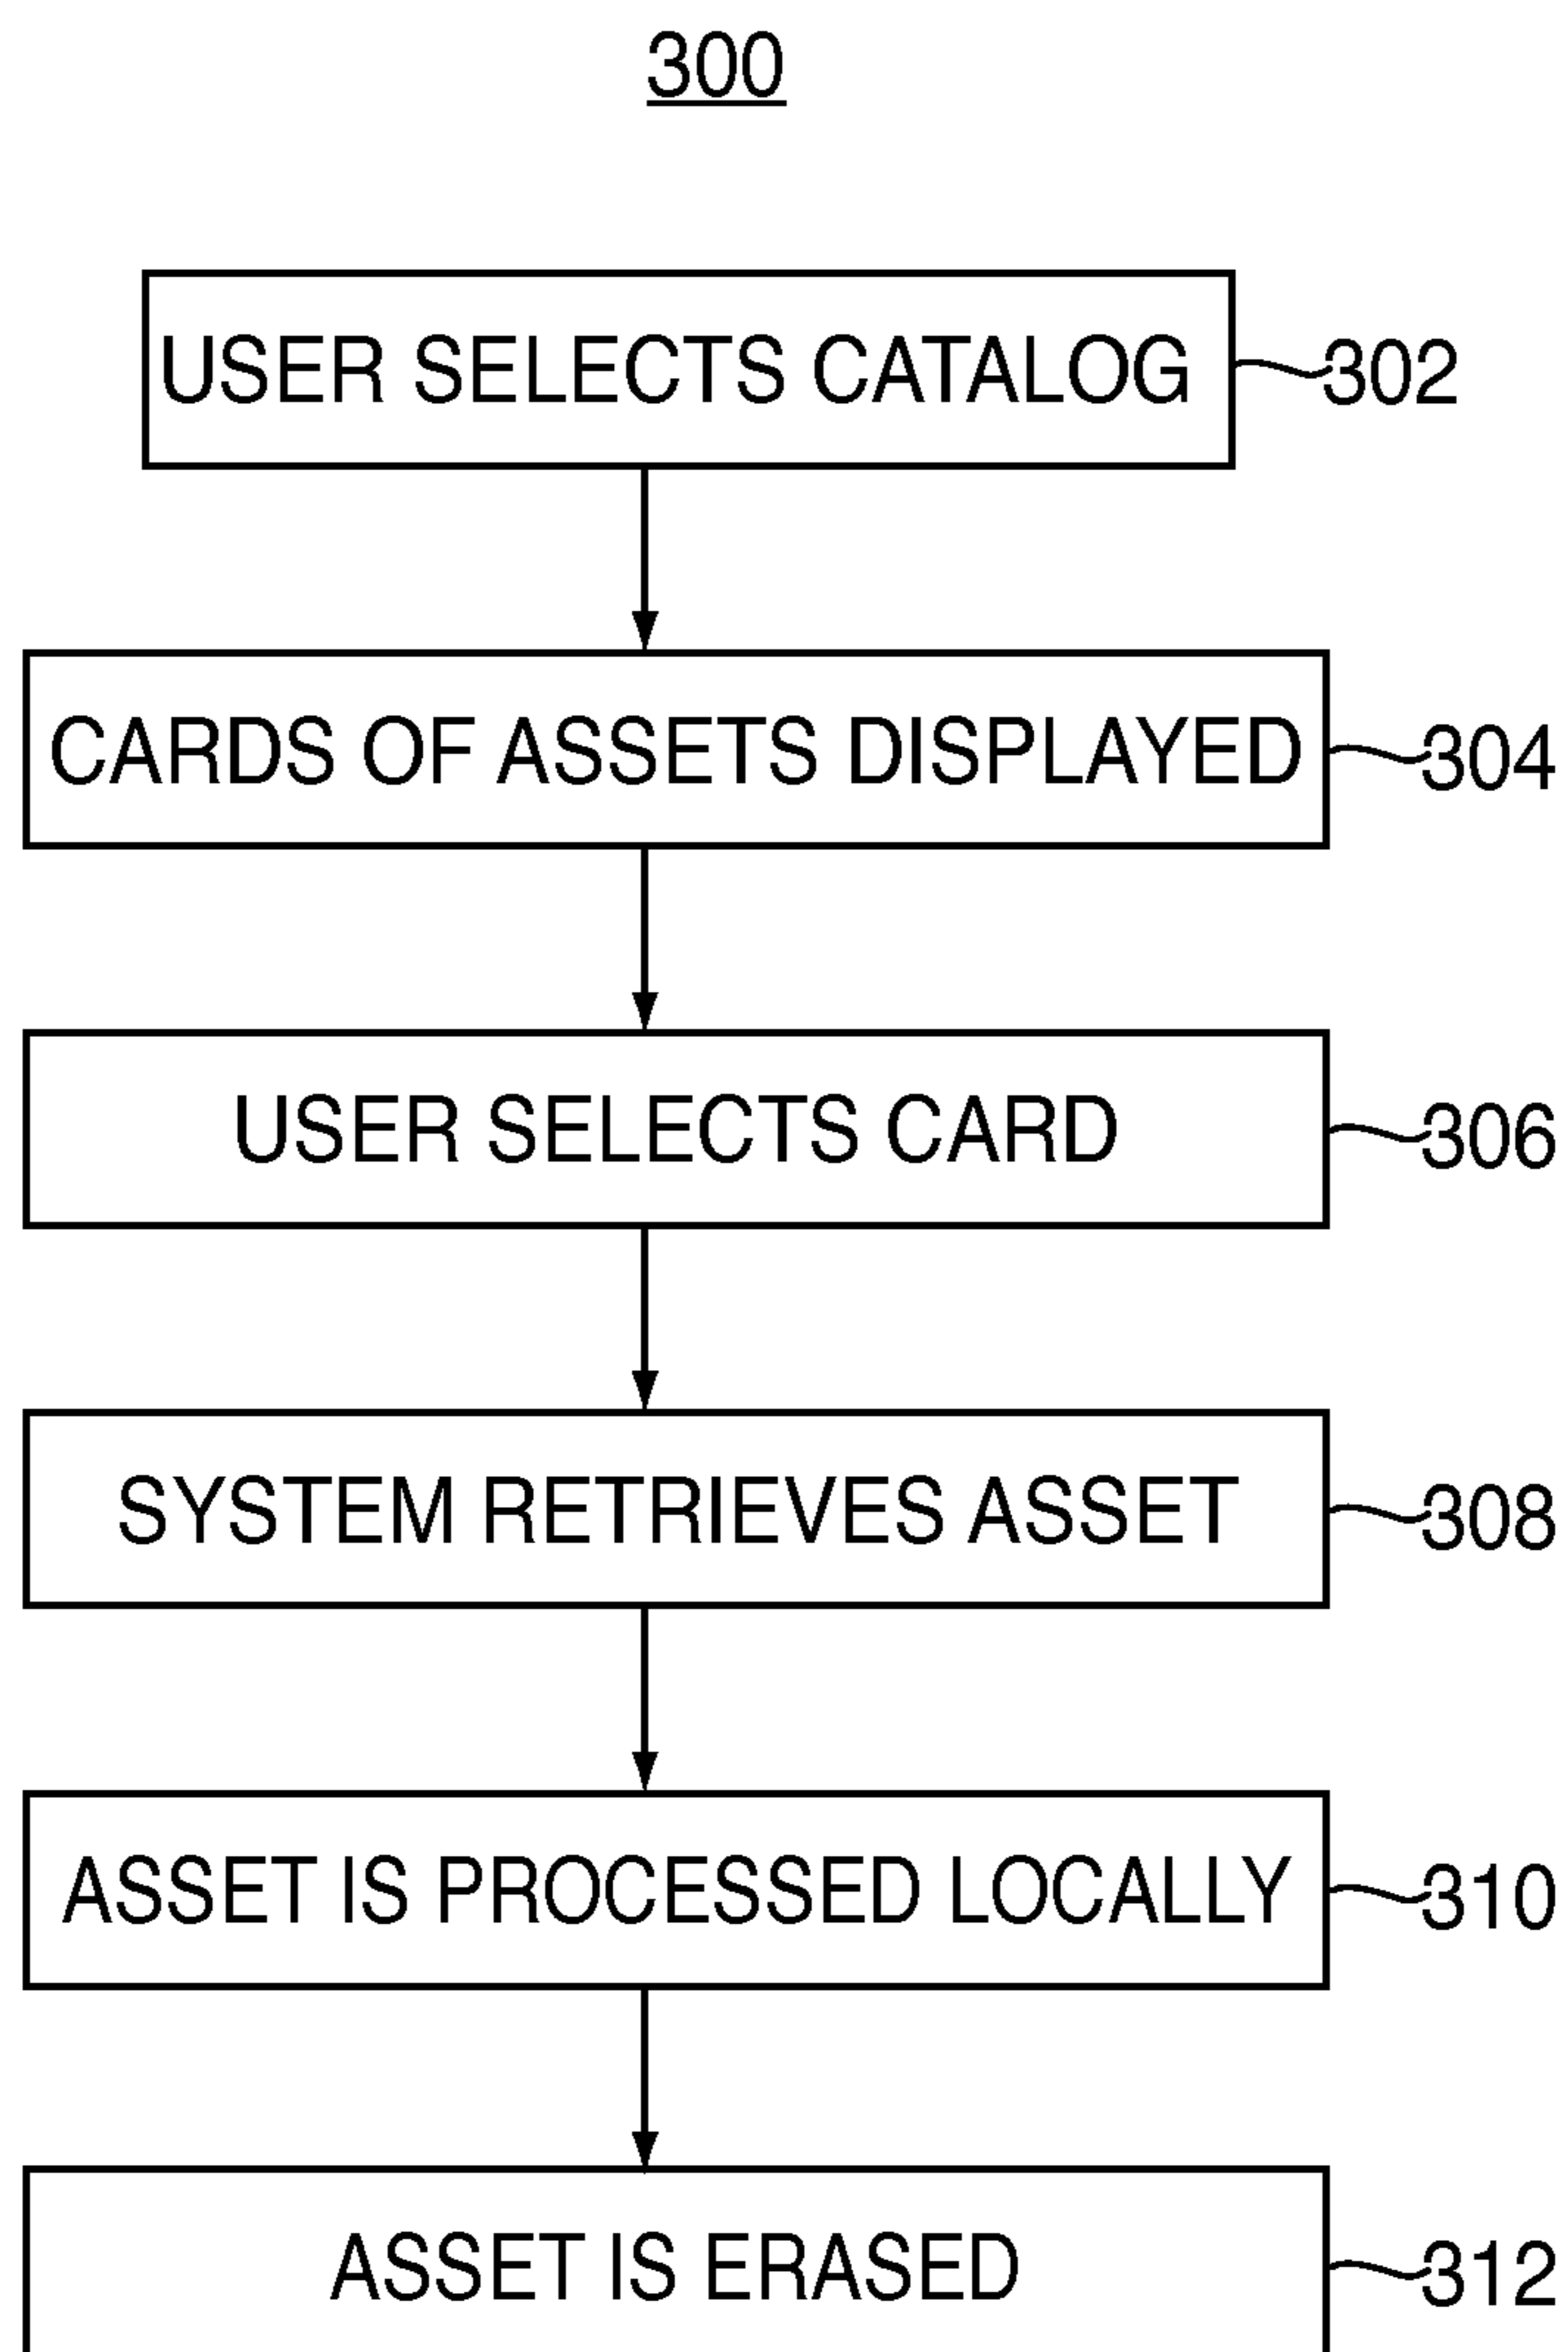 300
USER SELECTS CATALOG 302
CARDS OF ASSETS DISPLAYED 304
USER SELECTS CARD 306
SYSTEM RETRIEVES ASSET 308
ASSET IS PROCESSED LOCALLY 310
ASSET IS ERASED 312